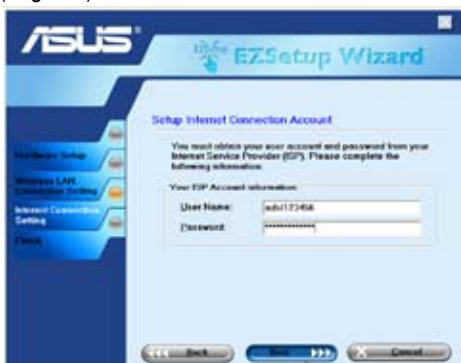 ASUS
EZSetup Wizard
Setup Internet Connection Account
You must obtain your user account and password from your
Internet Service Provider (ISP). Please complete the
following information:
Hardware Setup
Wireless LAN
Connection Setting
Internet Connection
Setting
Finish
Your ISP Account information
User Name:
adsl123456
Password:
*************
Back
Next
Cancel